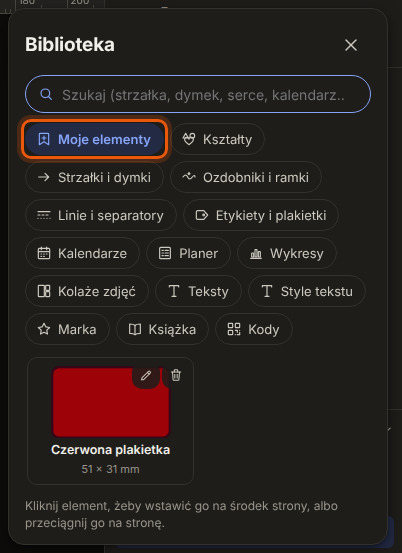 180
200
Biblioteka
Szukaj (strzałka, dymek, serce, kalendarz..
Moje elementy
Kształty
Strzałki i dymki
Ozdobniki i ramki
Linie i separatory
Etykiety i plakietki
Kalendarze
Planer
Wykresy
Kolaże zdjęć
Teksty
Style tekstu
Marka
Książka
Kody
Czerwona plakietka
51 × 31 mm
Kliknij element, żeby wstawić go na środek strony, albo
przeciągnij go na stronę.